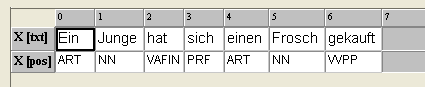 0 1 2 3 4 5 6 7
X [txt] Ein Junge hat sich einen Frosch gekauft
X [pos] ART NN VAFIN PRF ART NN VVPP